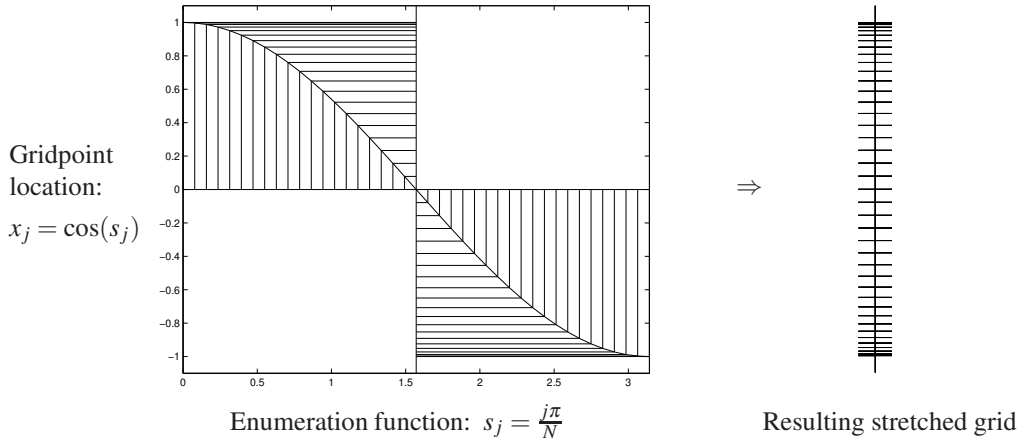 1
0.8
0.6
0.4
0.2
0
−0.2
−0.4
−0.6
−0.8
−1
0 0.5 1 1.5 2 2.5 3
Gridpoint
location:
x_j = cos(s_j)
⇒
Enumeration function: s_j = jπ/N
Resulting stretched grid